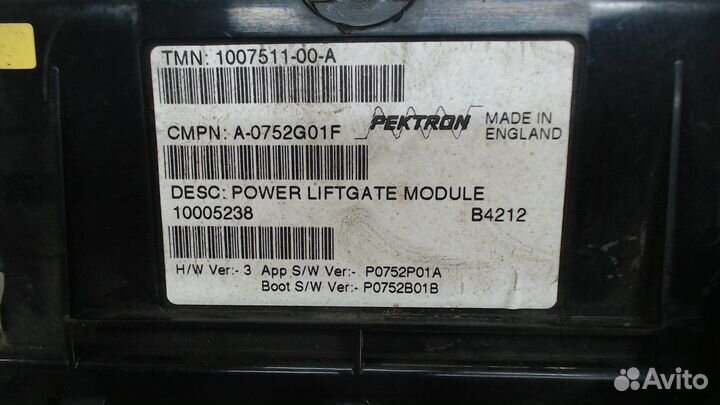 TMN: 1007511-00-A
CMPN: A-0752G01F
PEKTRON
MADE IN
ENGLAND
DESC: POWER LIFTGATE MODULE
10005238 B4212
H/W Ver:- 3 App S/W Ver:- P0752P01A
Boot S/W Ver:- P0752B01B
Avito